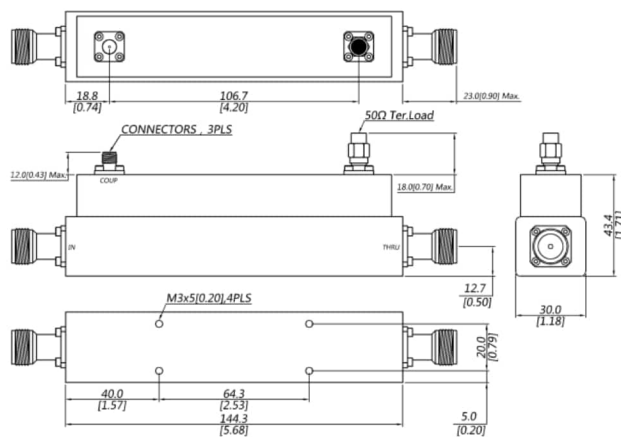 18.8
[0.74]
106.7
[4.20]
23.0[0.90] Max.
CONNECTORS , 3PLS
50Ω Ter.Load
12.0[0.43] Max.
COUP
18.0[0.70] Max.
IN
THRU
12.7
[0.50]
43.4
[1.71]
30.0
[1.18]
M3x5[0.20],4PLS
20.0
[0.79]
40.0
[1.57]
64.3
[2.53]
144.3
[5.68]
5.0
[0.20]